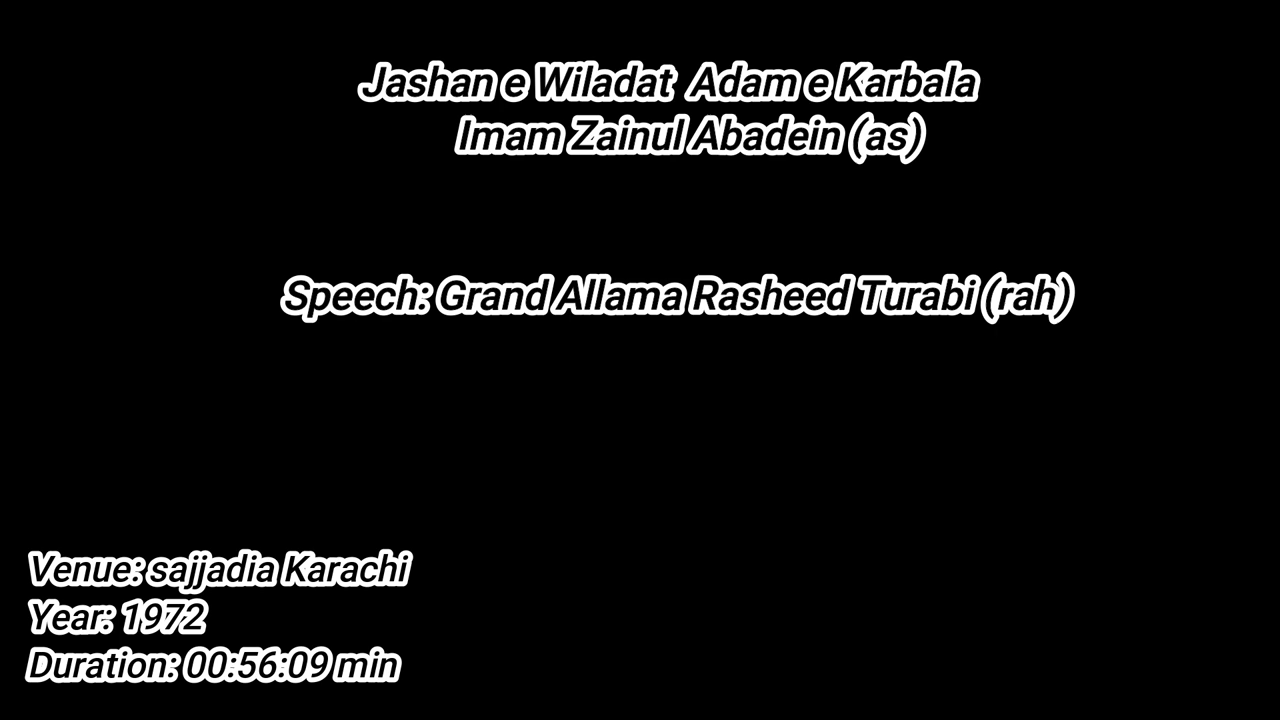 Jashan e Wiladat Adam e Karbala
Imam Zainul Abadein (as)
Speech: Grand Allama Rasheed Turabi (rah)
Venue: sajjadia Karachi
Year: 1972
Duration: 00:56:09 min